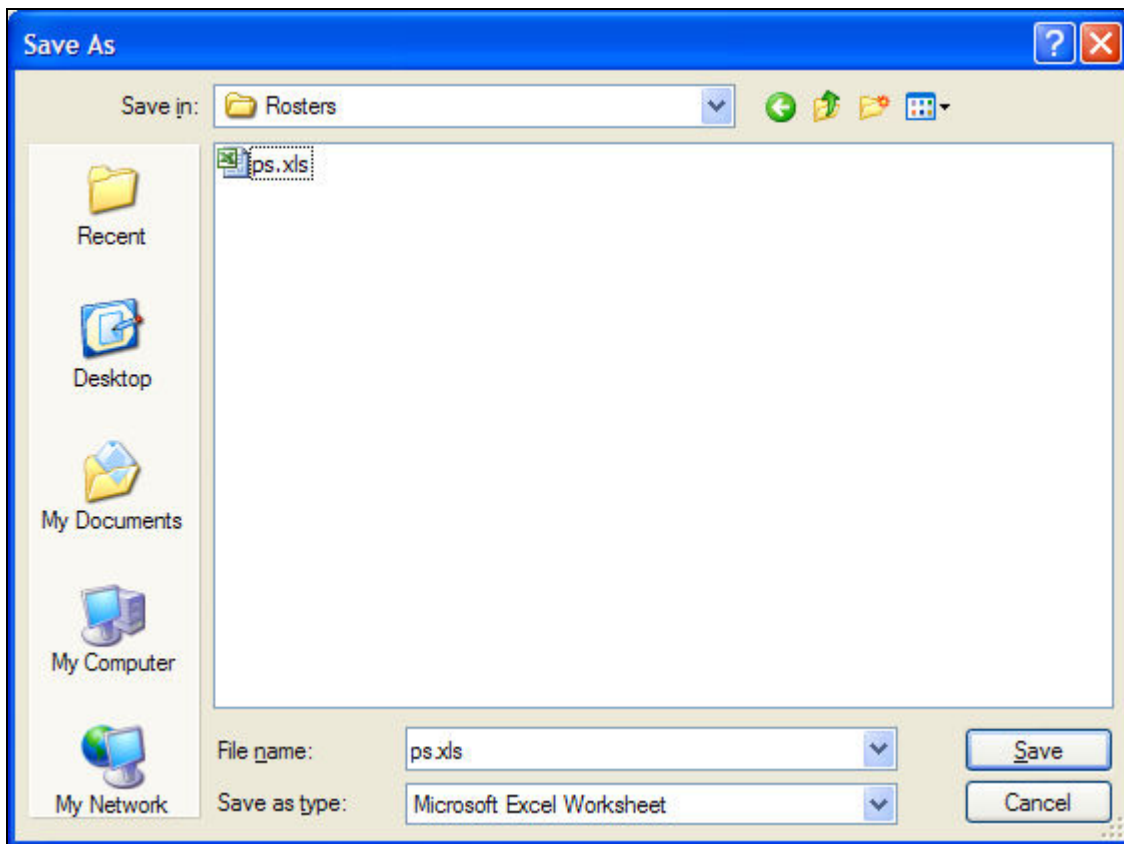 Save As
Save in: Rosters
ps.xls
Recent
Desktop
My Documents
My Computer
My Network
File name: ps.xls Save
Save as type: Microsoft Excel Worksheet Cancel